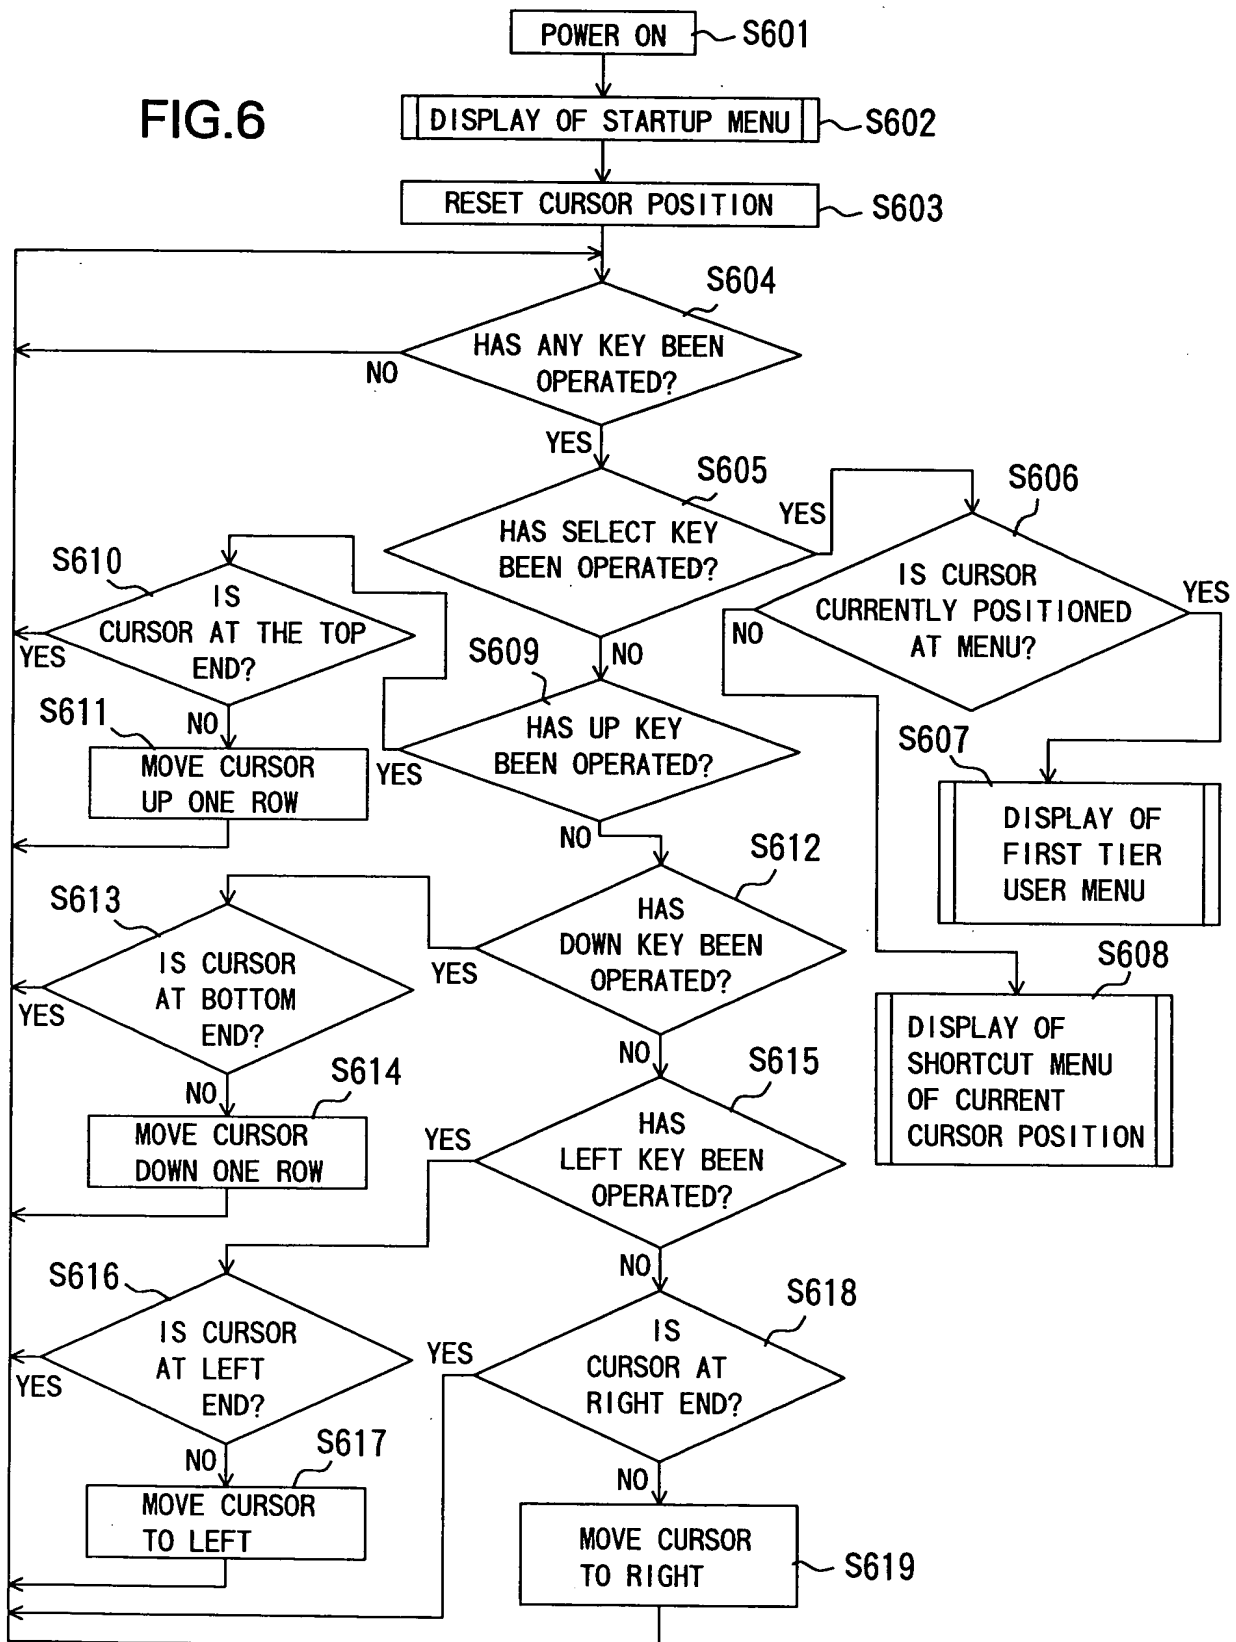 FIG.6
POWER ON
S601
DISPLAY OF STARTUP MENU
S602
RESET CURSOR POSITION
S603
S604
HAS ANY KEY BEEN
OPERATED?
NO
YES
S605
HAS SELECT KEY
BEEN OPERATED?
YES
NO
S606
IS CURSOR
CURRENTLY POSITIONED
AT MENU?
YES
NO
S607
DISPLAY OF
FIRST TIER
USER MENU
S608
DISPLAY OF
SHORTCUT MENU
OF CURRENT
CURSOR POSITION
S609
HAS UP KEY
BEEN OPERATED?
YES
NO
S610
IS
CURSOR AT THE TOP
END?
YES
NO
S611
MOVE CURSOR
UP ONE ROW
S612
HAS
DOWN KEY BEEN
OPERATED?
YES
NO
S613
IS CURSOR
AT BOTTOM
END?
YES
NO
S614
MOVE CURSOR
DOWN ONE ROW
S615
HAS
LEFT KEY BEEN
OPERATED?
YES
NO
S616
IS CURSOR
AT LEFT
END?
YES
NO
S617
MOVE CURSOR
TO LEFT
S618
IS
CURSOR AT
RIGHT END?
YES
NO
MOVE CURSOR
TO RIGHT
S619